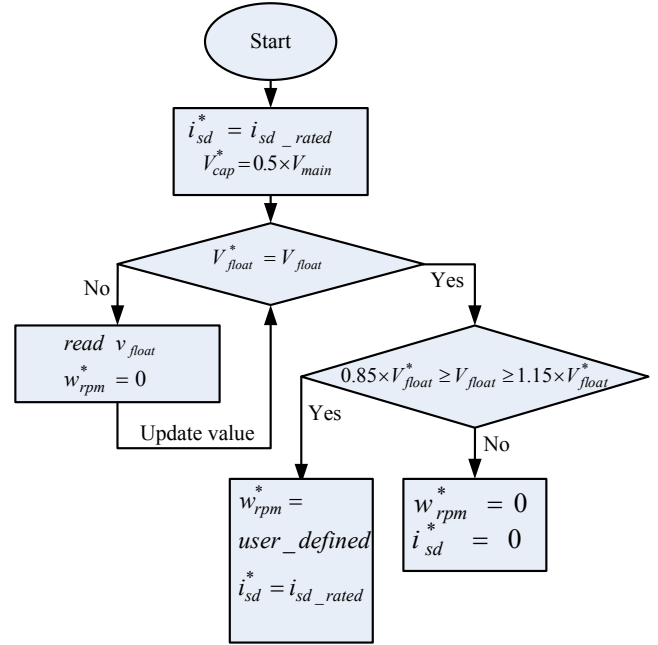 Start
i*sd = isd_rated
V*cap = 0.5×Vmain
V*float = Vfloat
No
Yes
read vfloat
w*rpm = 0
Update value
0.85×V*float ≥ Vfloat ≥ 1.15×V*float
Yes
No
w*rpm =
user_defined
i*sd = isd_rated
w*rpm = 0
i*sd = 0